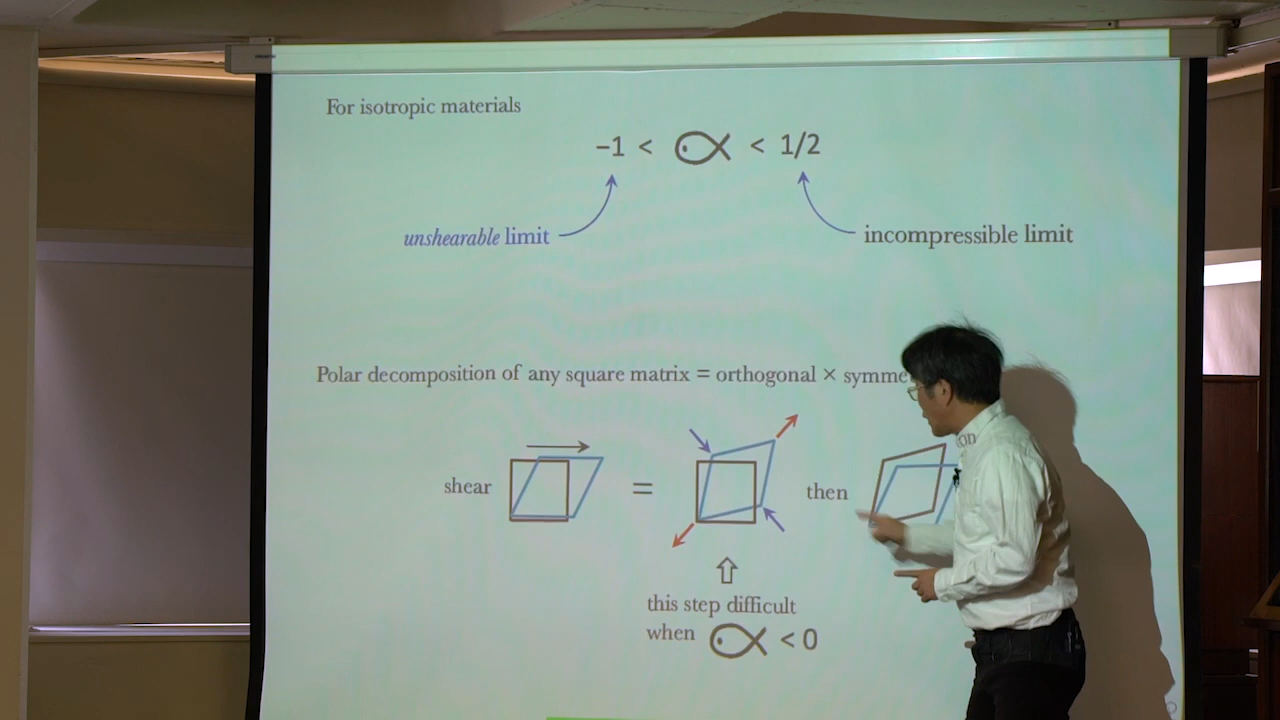 For isotropic materials
−1 < < 1/2
unshearable limit
incompressible limit
Polar decomposition of any square matrix = orthogonal × symme
shear
=
then
on
this step difficult
when < 0